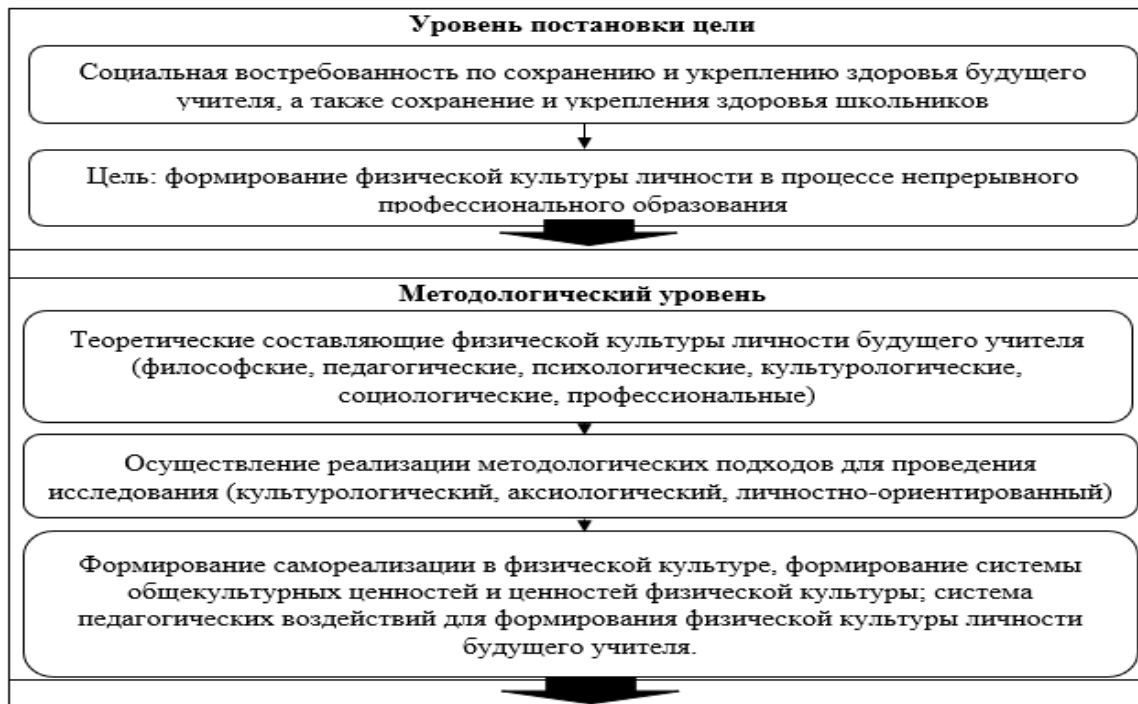 Уровень постановки цели
Социальная востребованность по сохранению и укреплению здоровья будущего
учителя, а также сохранение и укрепления здоровья школьников
Цель: формирование физической культуры личности в процессе непрерывного
профессионального образования
Методологический уровень
Теоретические составляющие физической культуры личности будущего учителя
(философские, педагогические, психологические, культурологические,
социологические, профессиональные)
Осуществление реализации методологических подходов для проведения
исследования (культурологический, аксиологический, личностно-ориентированный)
Формирование самореализации в физической культуре, формирование системы
общекультурных ценностей и ценностей физической культуры; система
педагогических воздействий для формирования физической культуры личности
будущего учителя.